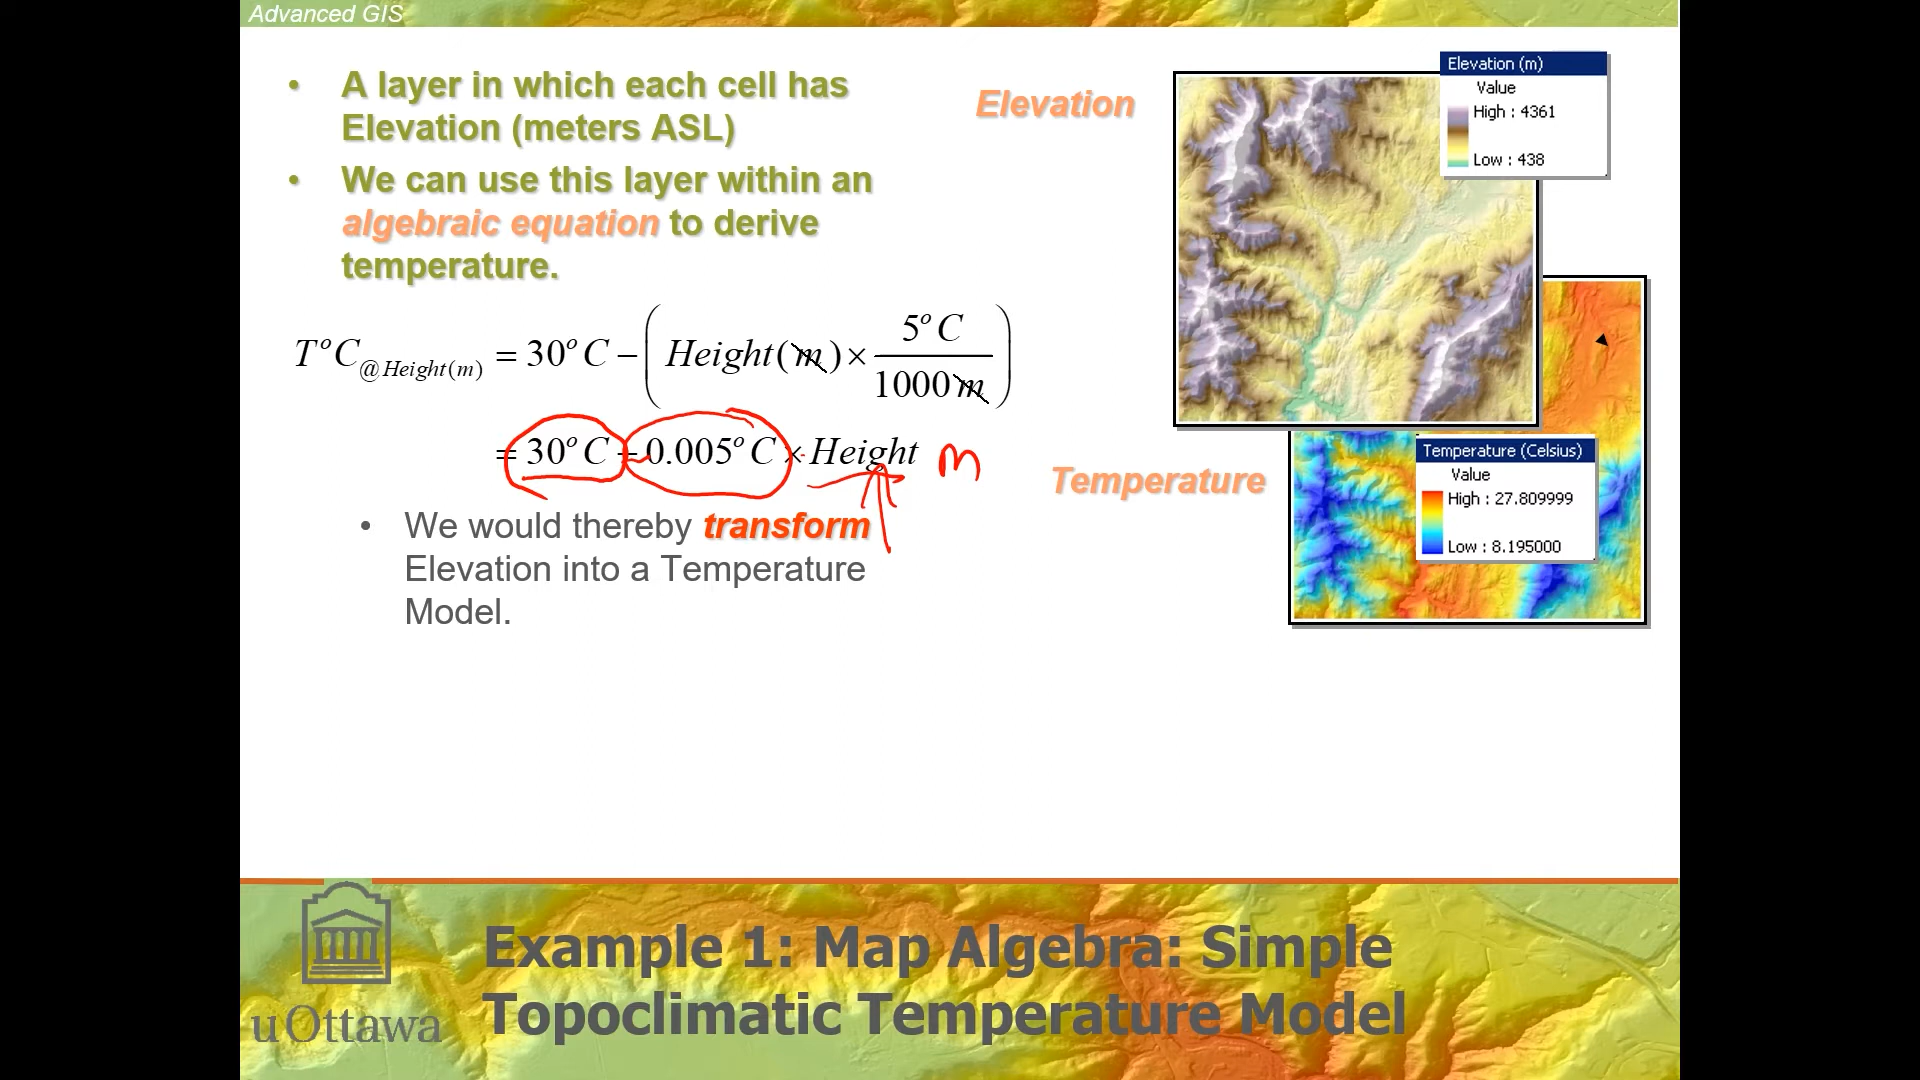 Advanced GIS
• A layer in which each cell has
Elevation (meters ASL)
• We can use this layer within an
algebraic equation to derive
temperature.
T°C@Height(m) = 30°C − ( Height(m) × 5°C / 1000m )
= 30°C − 0.005°C × Height m
• We would thereby transform
Elevation into a Temperature
Model.
Elevation
Elevation (m)
Value
High : 4361
Low : 438
Temperature
Temperature (Celsius)
Value
High : 27.809999
Low : 8.195000
uOttawa
Example 1: Map Algebra: Simple
Topoclimatic Temperature Model